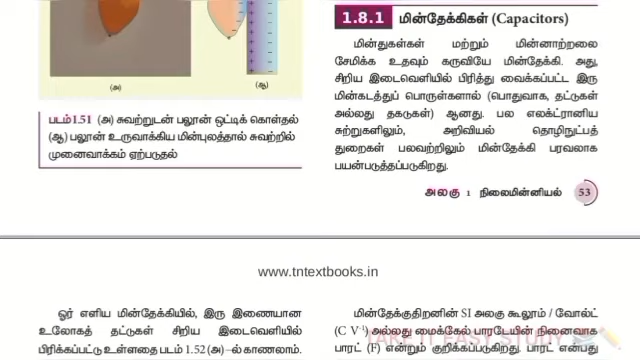 (அ)
(ஆ)
படம் 1.51 (அ) சுவற்றுடன் பலூன் ஒட்டிக் கொள்தல்
(ஆ) பலூன் உருவாக்கிய மின்புலத்தால் சுவற்றில்
முனைவாக்கம் ஏற்படுதல்
1.8.1 மின்தேக்கிகள் (Capacitors)
மின்துகள்கள் மற்றும் மின்னாற்றலை
சேமிக்க உதவும் கருவியே மின்தேக்கி. அது,
சிறிய இடைவெளியில் பிரித்து வைக்கப்பட்ட இரு
மின்கடத்துப் பொருள்களால் (பொதுவாக, தட்டுகள்
அல்லது தகடுகள்) ஆனது. பல எலக்ட்ரானிய
சுற்றுகளிலும், அறிவியல் தொழிநுட்பத்
துறைகள் பலவற்றிலும் மின்தேக்கி பரவலாக
பயன்படுத்தப்படுகிறது.
அலகு 1 நிலைமின்னியல் 53
www.tntextbooks.in
ஓர் எளிய மின்தேக்கியில், இரு இணையான
உலோகத் தட்டுகள் சிறிய இடைவெளியில்
பிரிக்கப்பட்டு உள்ளதை படம் 1.52 (அ) –ல் காணலாம்.
மின்தேக்குதிறனின் SI அலகு கூலூம் / வோல்ட்
(C V⁻¹) அல்லது மைக்கேல் பாரடேயின் நினைவாக
பாரட் (F) என்றும் குறிக்கப்படுகிறது. பாரட் என்பது
TAKE IT EASY STUDY